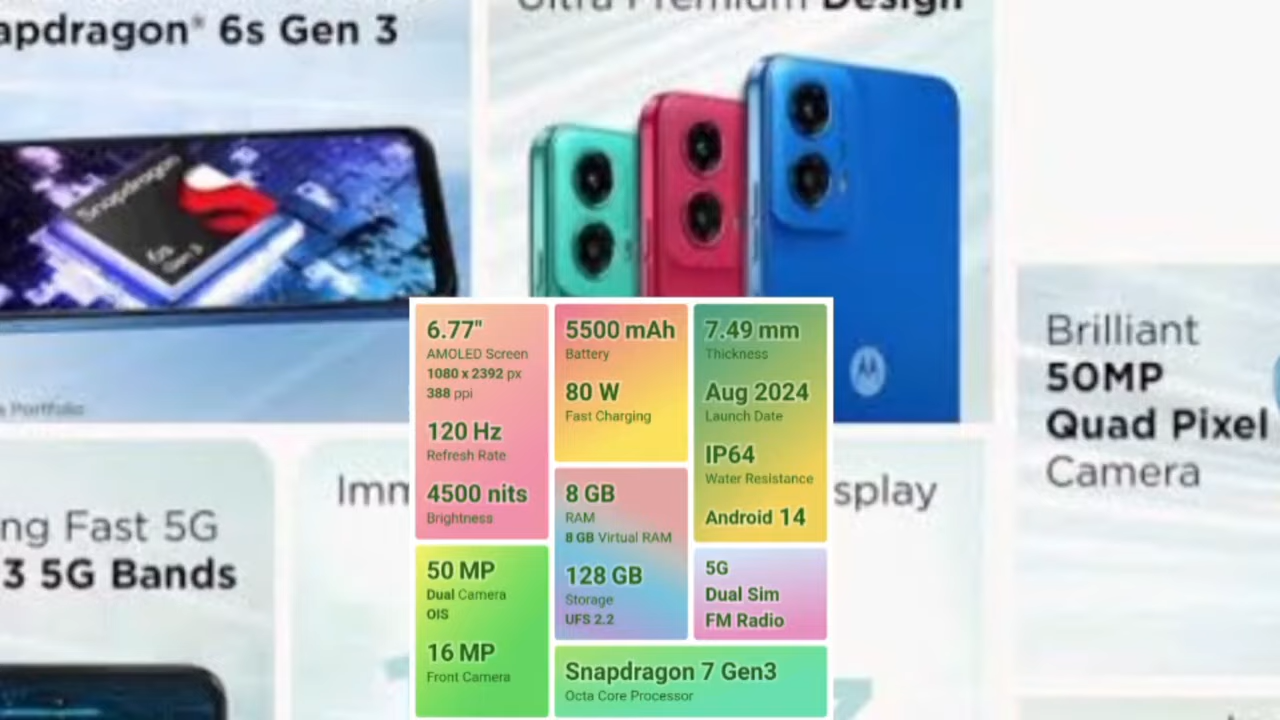 apdragon® 6s Gen 3
Ultra Premium Design
Snapdragon
6s
Gen 3
Portfolio
Brilliant
50MP
Quad Pixel
Camera
ng Fast 5G
3 5G Bands
Imm
splay
6.77"
AMOLED Screen
1080 x 2392 px
388 ppi
120 Hz
Refresh Rate
4500 nits
Brightness
5500 mAh
Battery
80 W
Fast Charging
7.49 mm
Thickness
Aug 2024
Launch Date
IP64
Water Resistance
Android 14
8 GB
RAM
8 GB Virtual RAM
128 GB
Storage
UFS 2.2
5G
Dual Sim
FM Radio
50 MP
Dual Camera
OIS
16 MP
Front Camera
Snapdragon 7 Gen3
Octa Core Processor